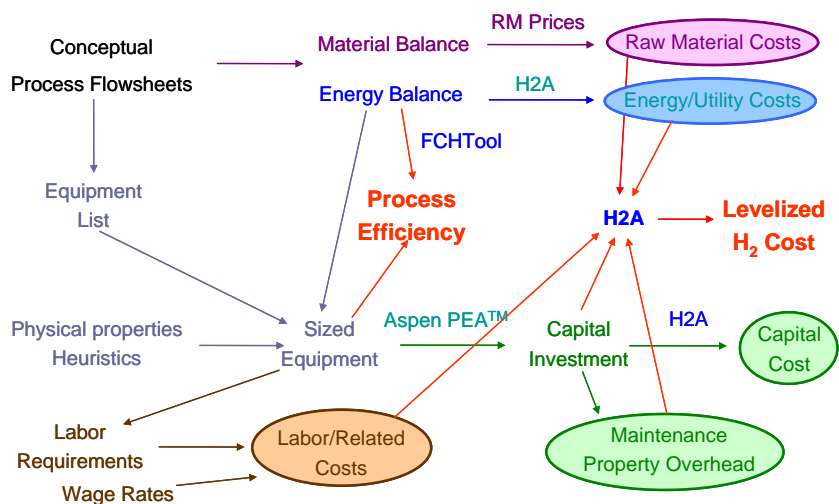 Conceptual
Process Flowsheets
Material Balance
RM Prices
Raw Material Costs
Energy Balance
H2A
Energy/Utility Costs
FCHTool
Equipment
List
Process
Efficiency
H2A
Levelized
H₂ Cost
Physical properties
Heuristics
Sized
Equipment
Aspen PEA™
Capital
Investment
H2A
Capital
Cost
Labor
Requirements
Labor/Related
Costs
Maintenance
Property Overhead
Wage Rates